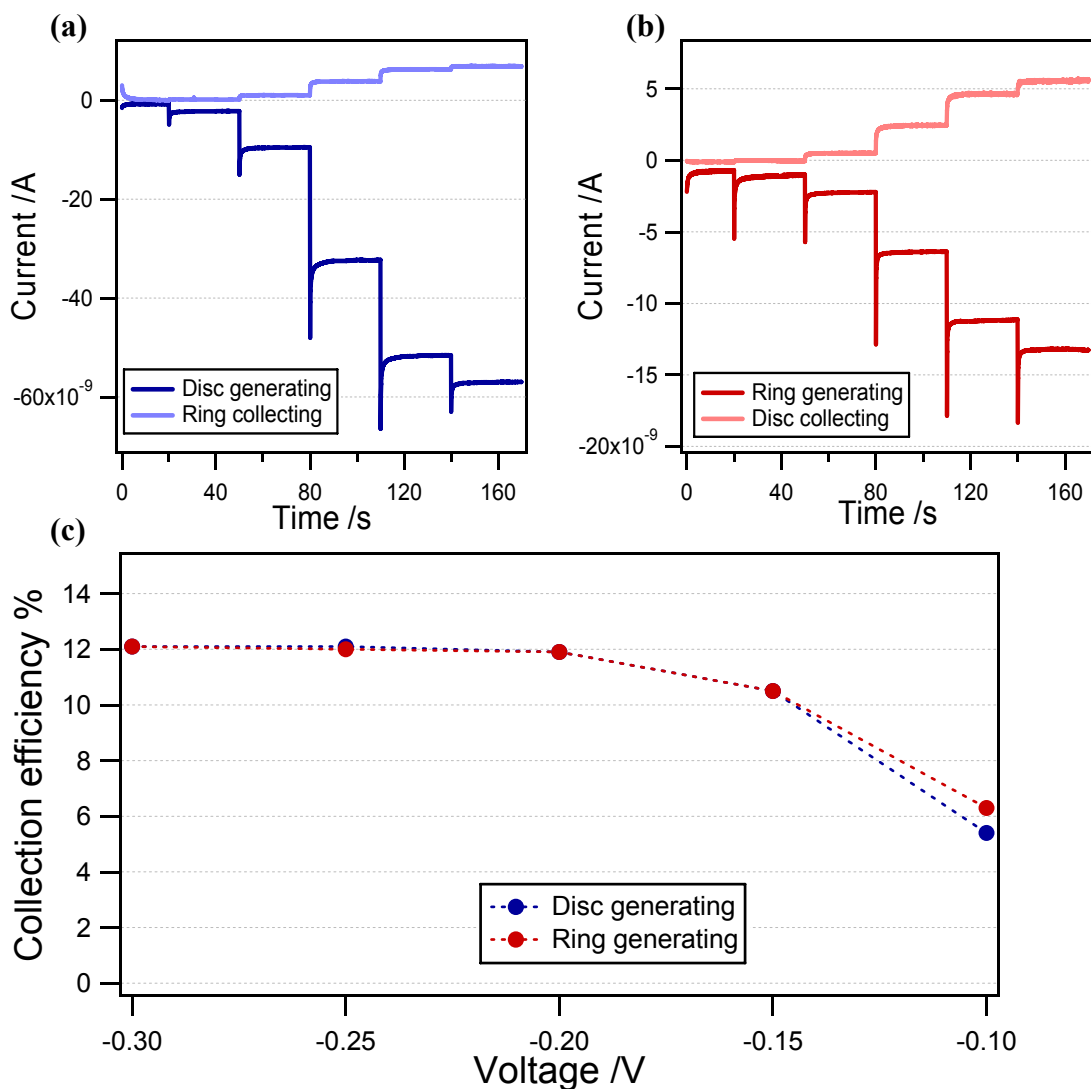 (a)
(b)
0
-20
-40
-60x10⁻⁹
Current /A
Disc generating
Ring collecting
0 40 80 120 160
Time /s
5
0
-5
-10
-15
-20x10⁻⁹
Current /A
Ring generating
Disc collecting
0 40 80 120 160
Time /s
(c)
14
12
10
8
6
4
2
0
Collection efficiency %
Disc generating
Ring generating
-0.30 -0.25 -0.20 -0.15 -0.10
Voltage /V